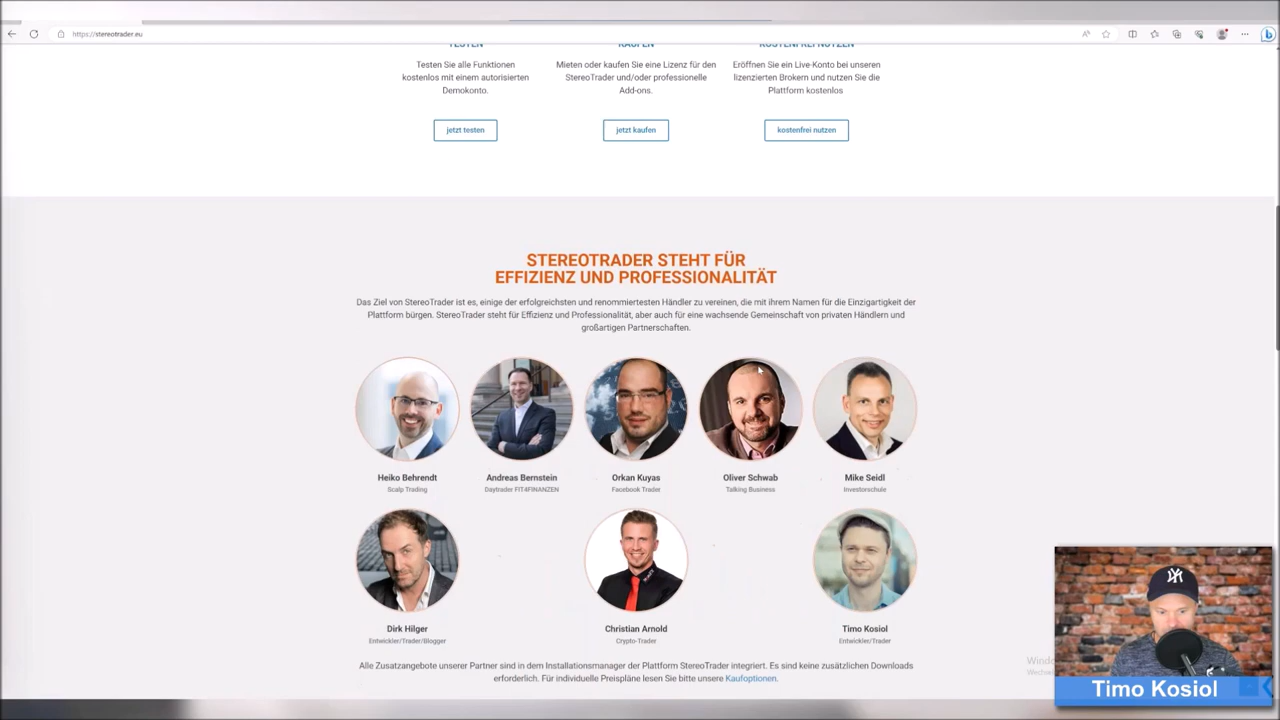 https://stereotrader.eu
TESTEN
KAUFEN
KOSTENFREI NUTZEN
Testen Sie alle Funktionen
kostenlos mit einem autorisierten
Demokonto.
Mieten oder kaufen Sie eine Lizenz für den
StereoTrader und/oder professionelle
Add-ons.
Eröffnen Sie ein Live-Konto bei unseren
lizenzierten Brokern und nutzen Sie die
Plattform kostenlos
jetzt testen
jetzt kaufen
kostenfrei nutzen
STEREOTRADER STEHT FÜR
EFFIZIENZ UND PROFESSIONALITÄT
Das Ziel von StereoTrader ist es, einige der erfolgreichsten und renommiertesten Händler zu vereinen, die mit ihrem Namen für die Einzigartigkeit der
Plattform bürgen. StereoTrader steht für Effizienz und Professionalität, aber auch für eine wachsende Gemeinschaft von privaten Händlern und
großartigen Partnerschaften.
Heiko Behrendt
Scalp Trading
Andreas Bernstein
Daytrader FIT4FINANZEN
Orkan Kuyas
Facebook Trader
Oliver Schwab
Talking Business
Mike Seidl
Investorschule
Dirk Hilger
Entwickler/Trader/Blogger
Christian Arnold
Crypto-Trader
Timo Kosiol
Entwickler/Trader
Alle Zusatzangebote unserer Partner sind in dem Installationsmanager der Plattform StereoTrader integriert. Es sind keine zusätzlichen Downloads
erforderlich. Für individuelle Preispläne lesen Sie bitte unsere Kaufoptionen.
Timo Kosiol